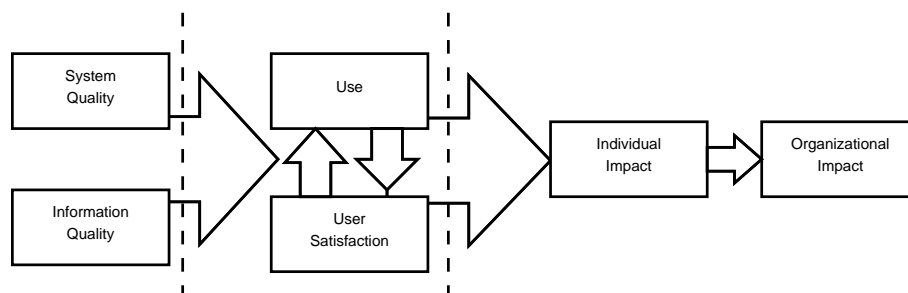 System
Quality
Use
Individual
Impact
Organizational
Impact
Information
Quality
User
Satisfaction